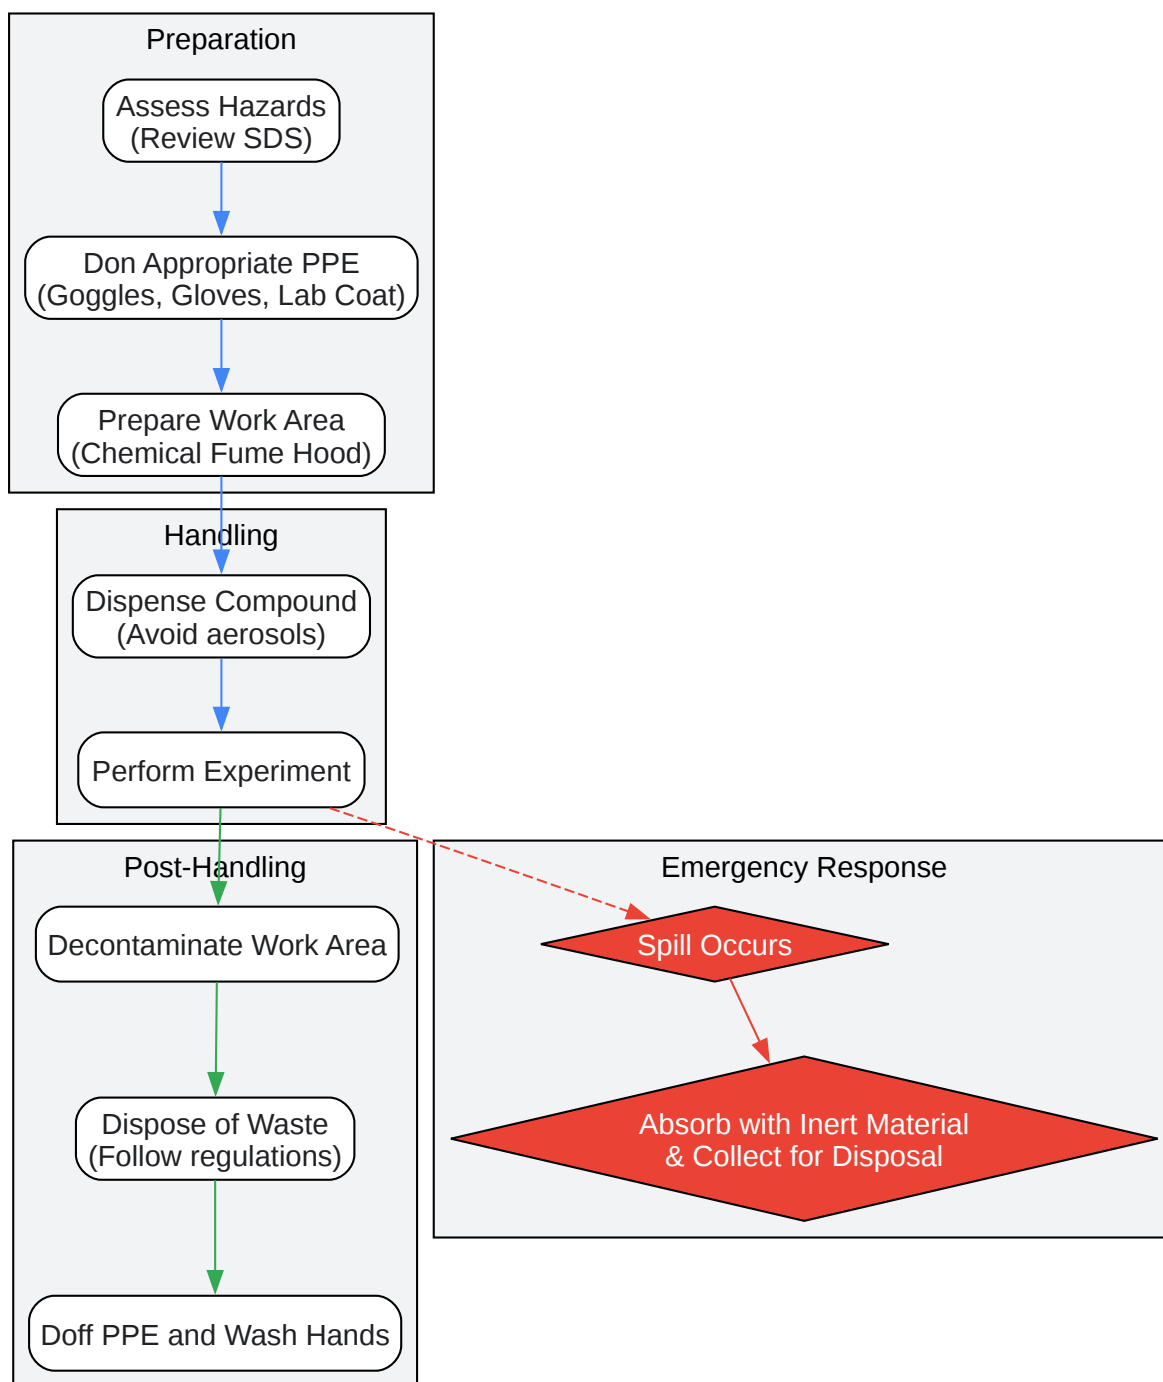 Preparation
Assess Hazards
(Review SDS)
Don Appropriate PPE
(Goggles, Gloves, Lab Coat)
Prepare Work Area
(Chemical Fume Hood)
Handling
Dispense Compound
(Avoid aerosols)
Perform Experiment
Post-Handling
Decontaminate Work Area
Dispose of Waste
(Follow regulations)
Doff PPE and Wash Hands
Emergency Response
Spill Occurs
Absorb with Inert Material
& Collect for Disposal